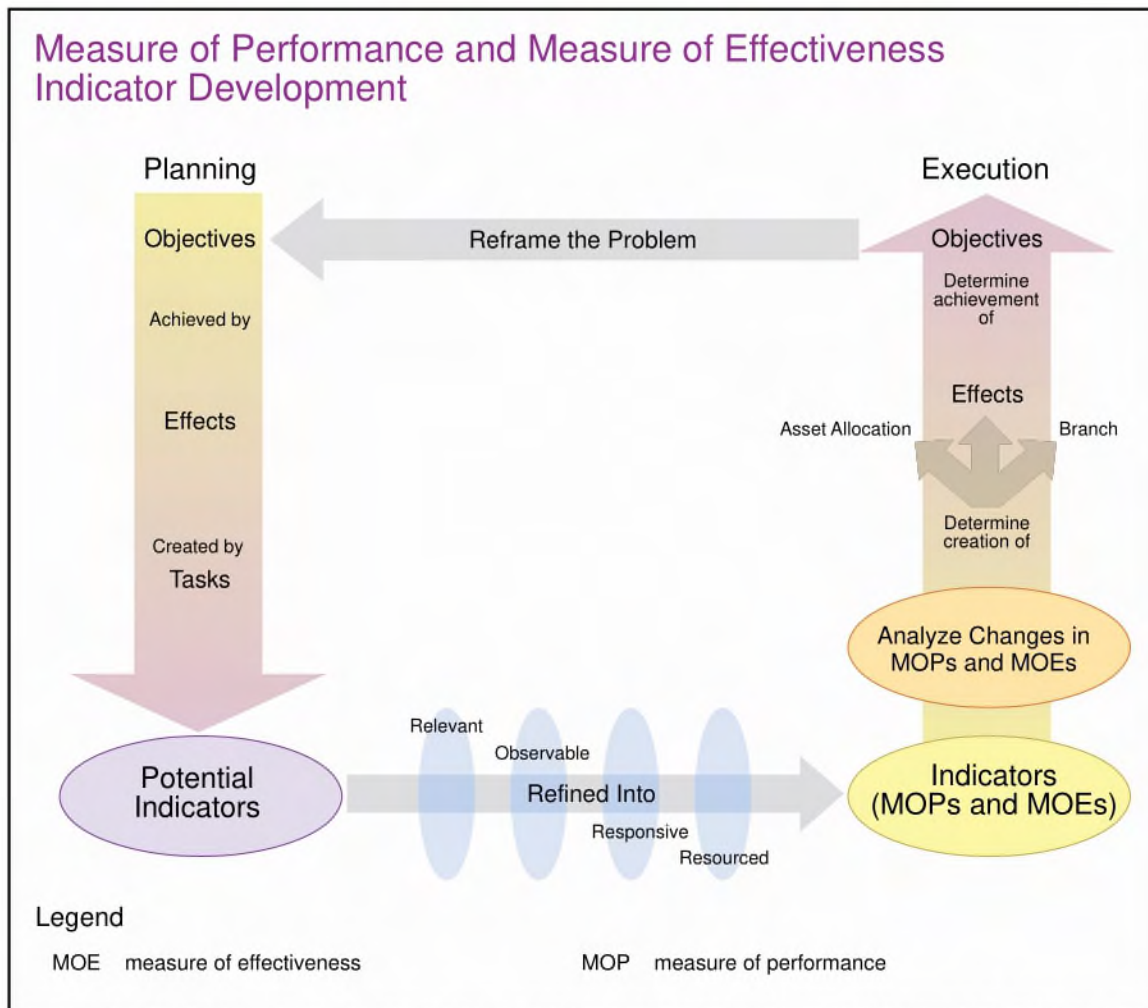 Measure of Performance and Measure of Effectiveness
Indicator Development
Planning
Execution
Objectives
Reframe the Problem
Objectives
Achieved by
Determine
achievement
of
Effects
Effects
Asset Allocation
Branch
Created by
Tasks
Determine
creation of
Analyze Changes in
MOPs and MOEs
Potential
Indicators
Relevant
Observable
Refined Into
Responsive
Resourced
Indicators
(MOPs and MOEs)
Legend
MOE measure of effectiveness
MOP measure of performance